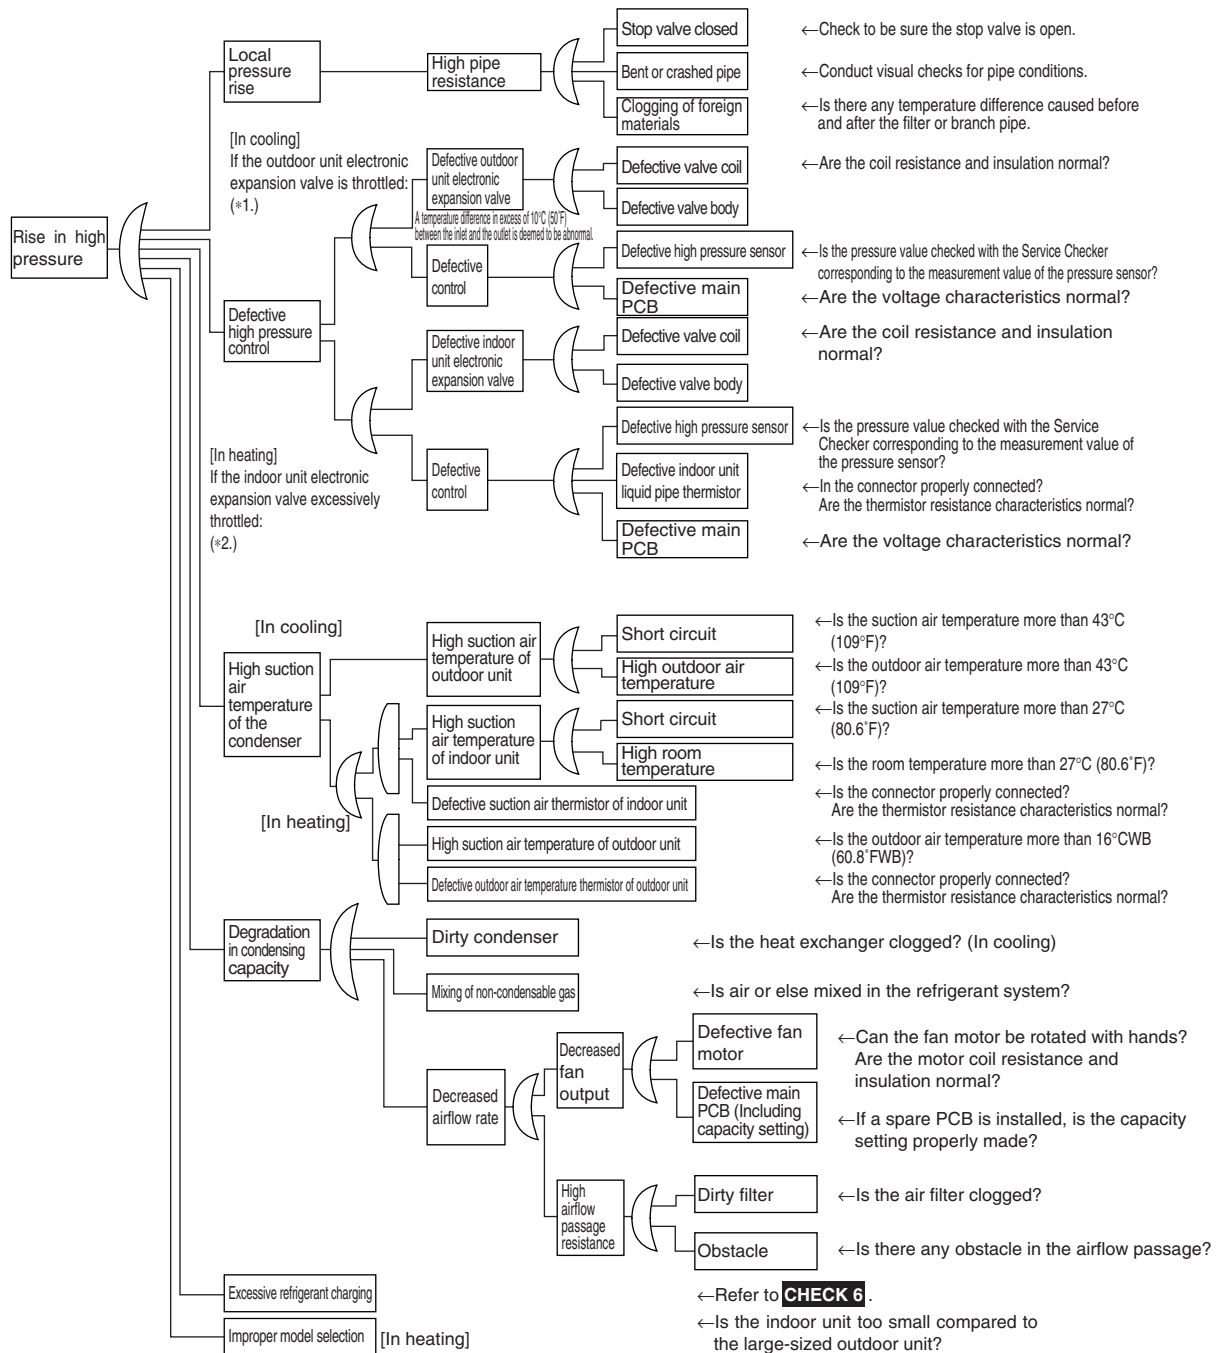 Rise in high
pressure
Local
pressure
rise
High pipe
resistance
Stop valve closed
←Check to be sure the stop valve is open.
Bent or crashed pipe
←Conduct visual checks for pipe conditions.
Clogging of foreign
materials
←Is there any temperature difference caused before
and after the filter or branch pipe.
[In cooling]
If the outdoor unit electronic
expansion valve is throttled:
(*1.)
Defective
high pressure
control
Defective outdoor
unit electronic
expansion valve
A temperature difference in excess of 10°C (50˚F)
between the inlet and the outlet is deemed to be abnormal.
Defective valve coil
←Are the coil resistance and insulation normal?
Defective valve body
Defective
control
Defective high pressure sensor
←Is the pressure value checked with the Service Checker
corresponding to the measurement value of the pressure sensor?
Defective main
PCB
←Are the voltage characteristics normal?
Defective indoor
unit electronic
expansion valve
Defective valve coil
←Are the coil resistance and insulation
normal?
Defective valve body
[In heating]
If the indoor unit electronic
expansion valve excessively
throttled:
(*2.)
Defective
control
Defective high pressure sensor
←Is the pressure value checked with the Service
Checker corresponding to the measurement value of
the pressure sensor?
Defective indoor unit
liquid pipe thermistor
←In the connector properly connected?
Are the thermistor resistance characteristics normal?
Defective main
PCB
←Are the voltage characteristics normal?
[In cooling]
High suction
air
temperature
of the
condenser
High suction air
temperature of
outdoor unit
Short circuit
←Is the suction air temperature more than 43°C
(109°F)?
High outdoor air
temperature
←Is the outdoor air temperature more than 43°C
(109°F)?
[In heating]
High suction
air temperature
of indoor unit
Short circuit
←Is the suction air temperature more than 27°C
(80.6˚F)?
High room
temperature
←Is the room temperature more than 27°C (80.6˚F)?
Defective suction air thermistor of indoor unit
←Is the connector properly connected?
Are the thermistor resistance characteristics normal?
High suction air temperature of outdoor unit
←Is the outdoor air temperature more than 16°CWB
(60.8˚FWB)?
Defective outdoor air temperature thermistor of outdoor unit
←Is the connector properly connected?
Are the thermistor resistance characteristics normal?
Degradation
in condensing
capacity
Dirty condenser
←Is the heat exchanger clogged? (In cooling)
Mixing of non-condensable gas
←Is air or else mixed in the refrigerant system?
Decreased
airflow rate
Decreased
fan
output
Defective fan
motor
←Can the fan motor be rotated with hands?
Are the motor coil resistance and
insulation normal?
Defective main
PCB (Including
capacity setting)
←If a spare PCB is installed, is the capacity
setting properly made?
High
airflow
passage
resistance
Dirty filter
←Is the air filter clogged?
Obstacle
←Is there any obstacle in the airflow passage?
Excessive refrigerant charging
←Refer to CHECK 6 .
Improper model selection
[In heating]
←Is the indoor unit too small compared to
the large-sized outdoor unit?